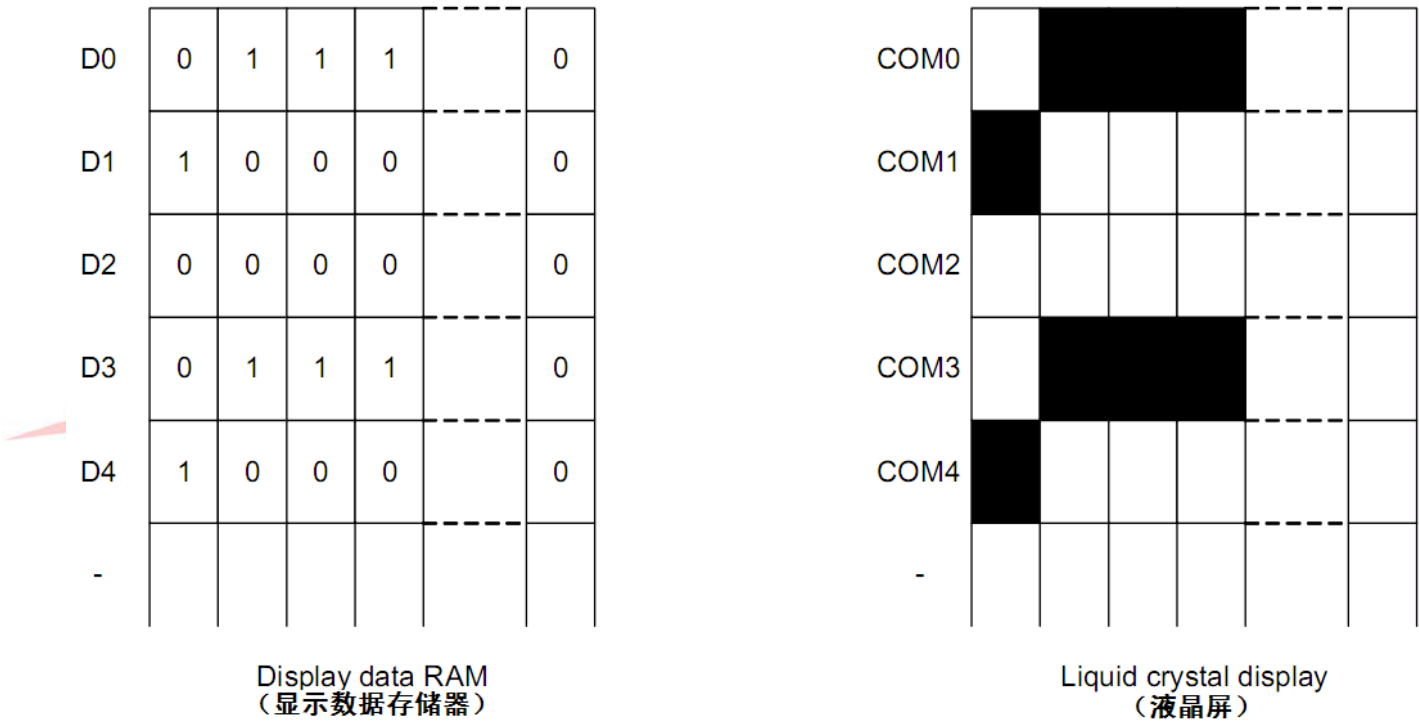 D0 0 1 1 1 0 COM0
D1 1 0 0 0 0 COM1
D2 0 0 0 0 0 COM2
D3 0 1 1 1 0 COM3
D4 1 0 0 0 0 COM4
- -
Display data RAM Liquid crystal display
（显示数据存储器） （液晶屏）